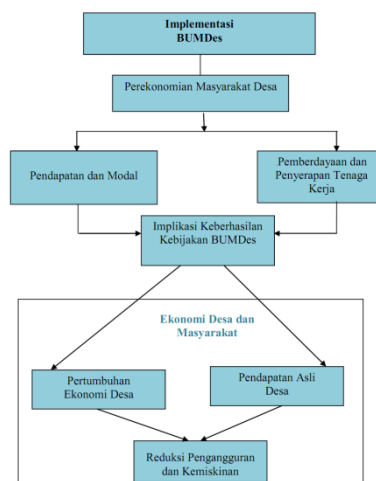 Implementasi
BUMDes
Perekonomian Masyarakat Desa
Pendapatan dan Modal
Pemberdayaan dan
Penyerapan Tenaga
Kerja
Implikasi Keberhasilan
Kebijakan BUMDes
Ekonomi Desa dan
Masyarakat
Pertumbuhan
Ekonomi Desa
Pendapatan Asli
Desa
Reduksi Pengangguran
dan Kemiskinan